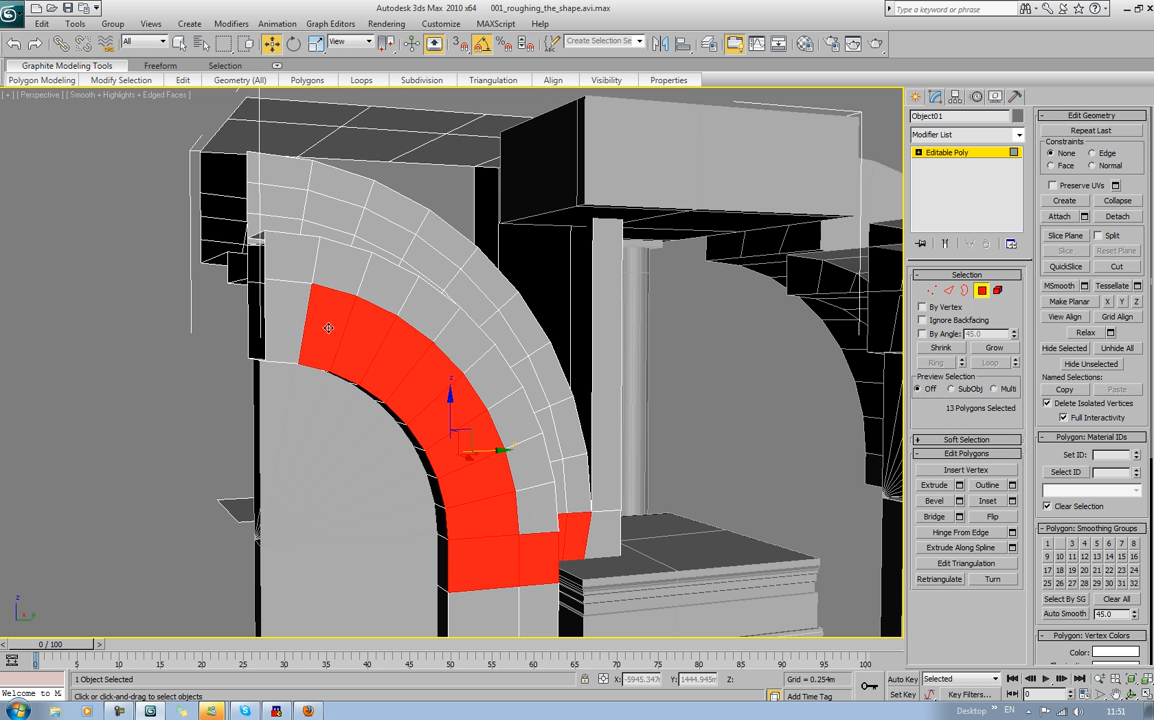 Autodesk 3ds Max 2010 x64 001_roughing_the_shape.avi.max
Type a keyword or phrase
Edit Tools Group Views Create Modifiers Animation Graph Editors Rendering Customize MAXScript Help
All View Create Selection Se
Graphite Modeling Tools Freeform Selection
Polygon Modeling Modify Selection Edit Geometry (All) Polygons Loops Subdivision Triangulation Align Visibility Properties
[ + ] [ Perspective ] [ Smooth + Highlights + Edged Faces ]
Object01
Modifier List
Editable Poly
Selection
By Vertex
Ignore Backfacing
By Angle: 45.0
Shrink Grow
Ring Loop
Preview Selection
Off SubObj Multi
13 Polygons Selected
Soft Selection
Edit Polygons
Insert Vertex
Extrude Outline
Bevel Inset
Bridge Flip
Hinge From Edge
Extrude Along Spline
Edit Triangulation
Retriangulate Turn
Edit Geometry
Repeat Last
Constraints
None Edge
Face Normal
Preserve UVs
Create Collapse
Attach Detach
Slice Plane Split
Slice Reset Plane
QuickSlice Cut
MSmooth Tessellate
Make Planar X Y Z
View Align Grid Align
Relax
Hide Selected Unhide All
Hide Unselected
Named Selections:
Copy Paste
Delete Isolated Vertices
Full Interactivity
Polygon: Material IDs
Set ID:
Select ID
Clear Selection
Polygon: Smoothing Groups
1 3 4 5 6 7 8
9 10 11 12 13 14 15 16
17 18 19 20 21 22 23 24
25 26 27 28 29 30 31 32
Select By SG Clear All
Auto Smooth 45.0
Polygon: Vertex Colors
Color:
z
z
x y
0 / 100
0 5 10 15 20 25 30 35 40 45 50 55 60 65 70 75 80 85 90 95 100
1 Object Selected X: -5945.347m Y: 1444.945m Z: Grid = 0.254m Auto Key Selected
Welcome to M Click or click-and-drag to select objects Add Time Tag Set Key Key Filters... 0
Desktop EN 11:51